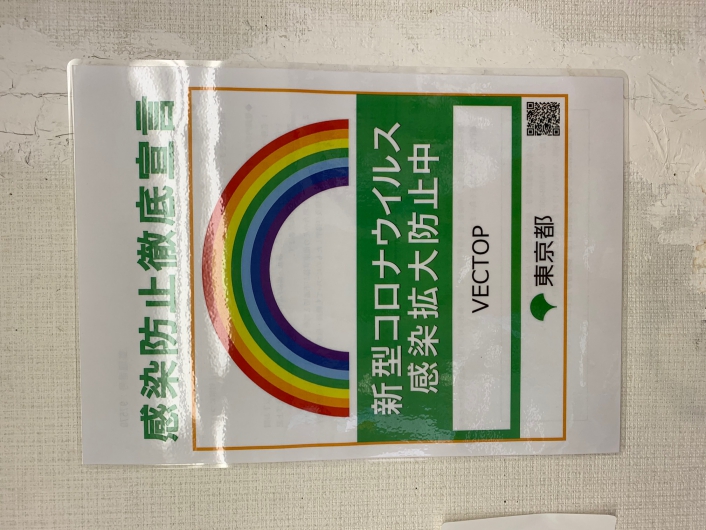 感染防止徹底宣言
新型コロナウイルス
感染拡大防止中
VECTOP
東京都